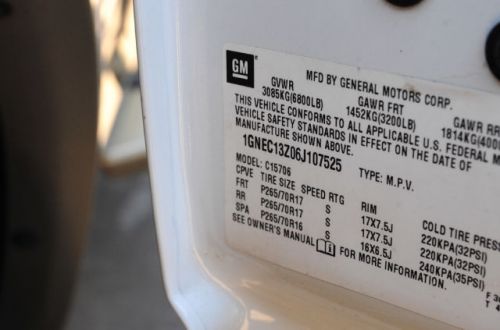 GM
MFD BY GENERAL MOTORS CORP.
GVWR GAWR FRT GAWR RR
3085KG(6800LB) 1452KG(3200LB) 1814KG(400
THIS VEHICLE CONFORMS TO ALL APPLICABLE U.S. FEDERAL M
VEHICLE SAFETY STANDARDS IN EFFECT ON THE DATE OF
MANUFACTURE SHOWN ABOVE.
1GNEC13Z06J107525
MODEL: C15706 TYPE: M.P.V.
CPVE TIRE SIZE SPEED RTG RIM COLD TIRE PRESS
FRT P265/70R17 S 17X7.5J 220KPA(32PSI)
RR P265/70R17 S 17X7.5J 220KPA(32PSI)
SPA P265/70R16 S 16X6.5J 240KPA(35PSI)
SEE OWNER'S MANUAL FOR MORE INFORMATION.